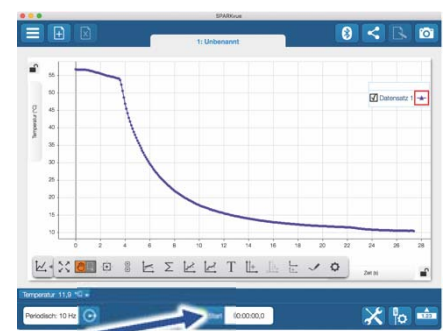 SPARKvue
1: Unbenannt
Temperatur (°C)
55
50
45
40
35
30
25
20
15
10
Datensatz 1
0 2 4 6 8 10 12 14 16 18 20 22 24 26 28
Zeit (s)
Temperatur 11,9 °C
Periodisch: 10 Hz
Start
00:00:00,0
1.23